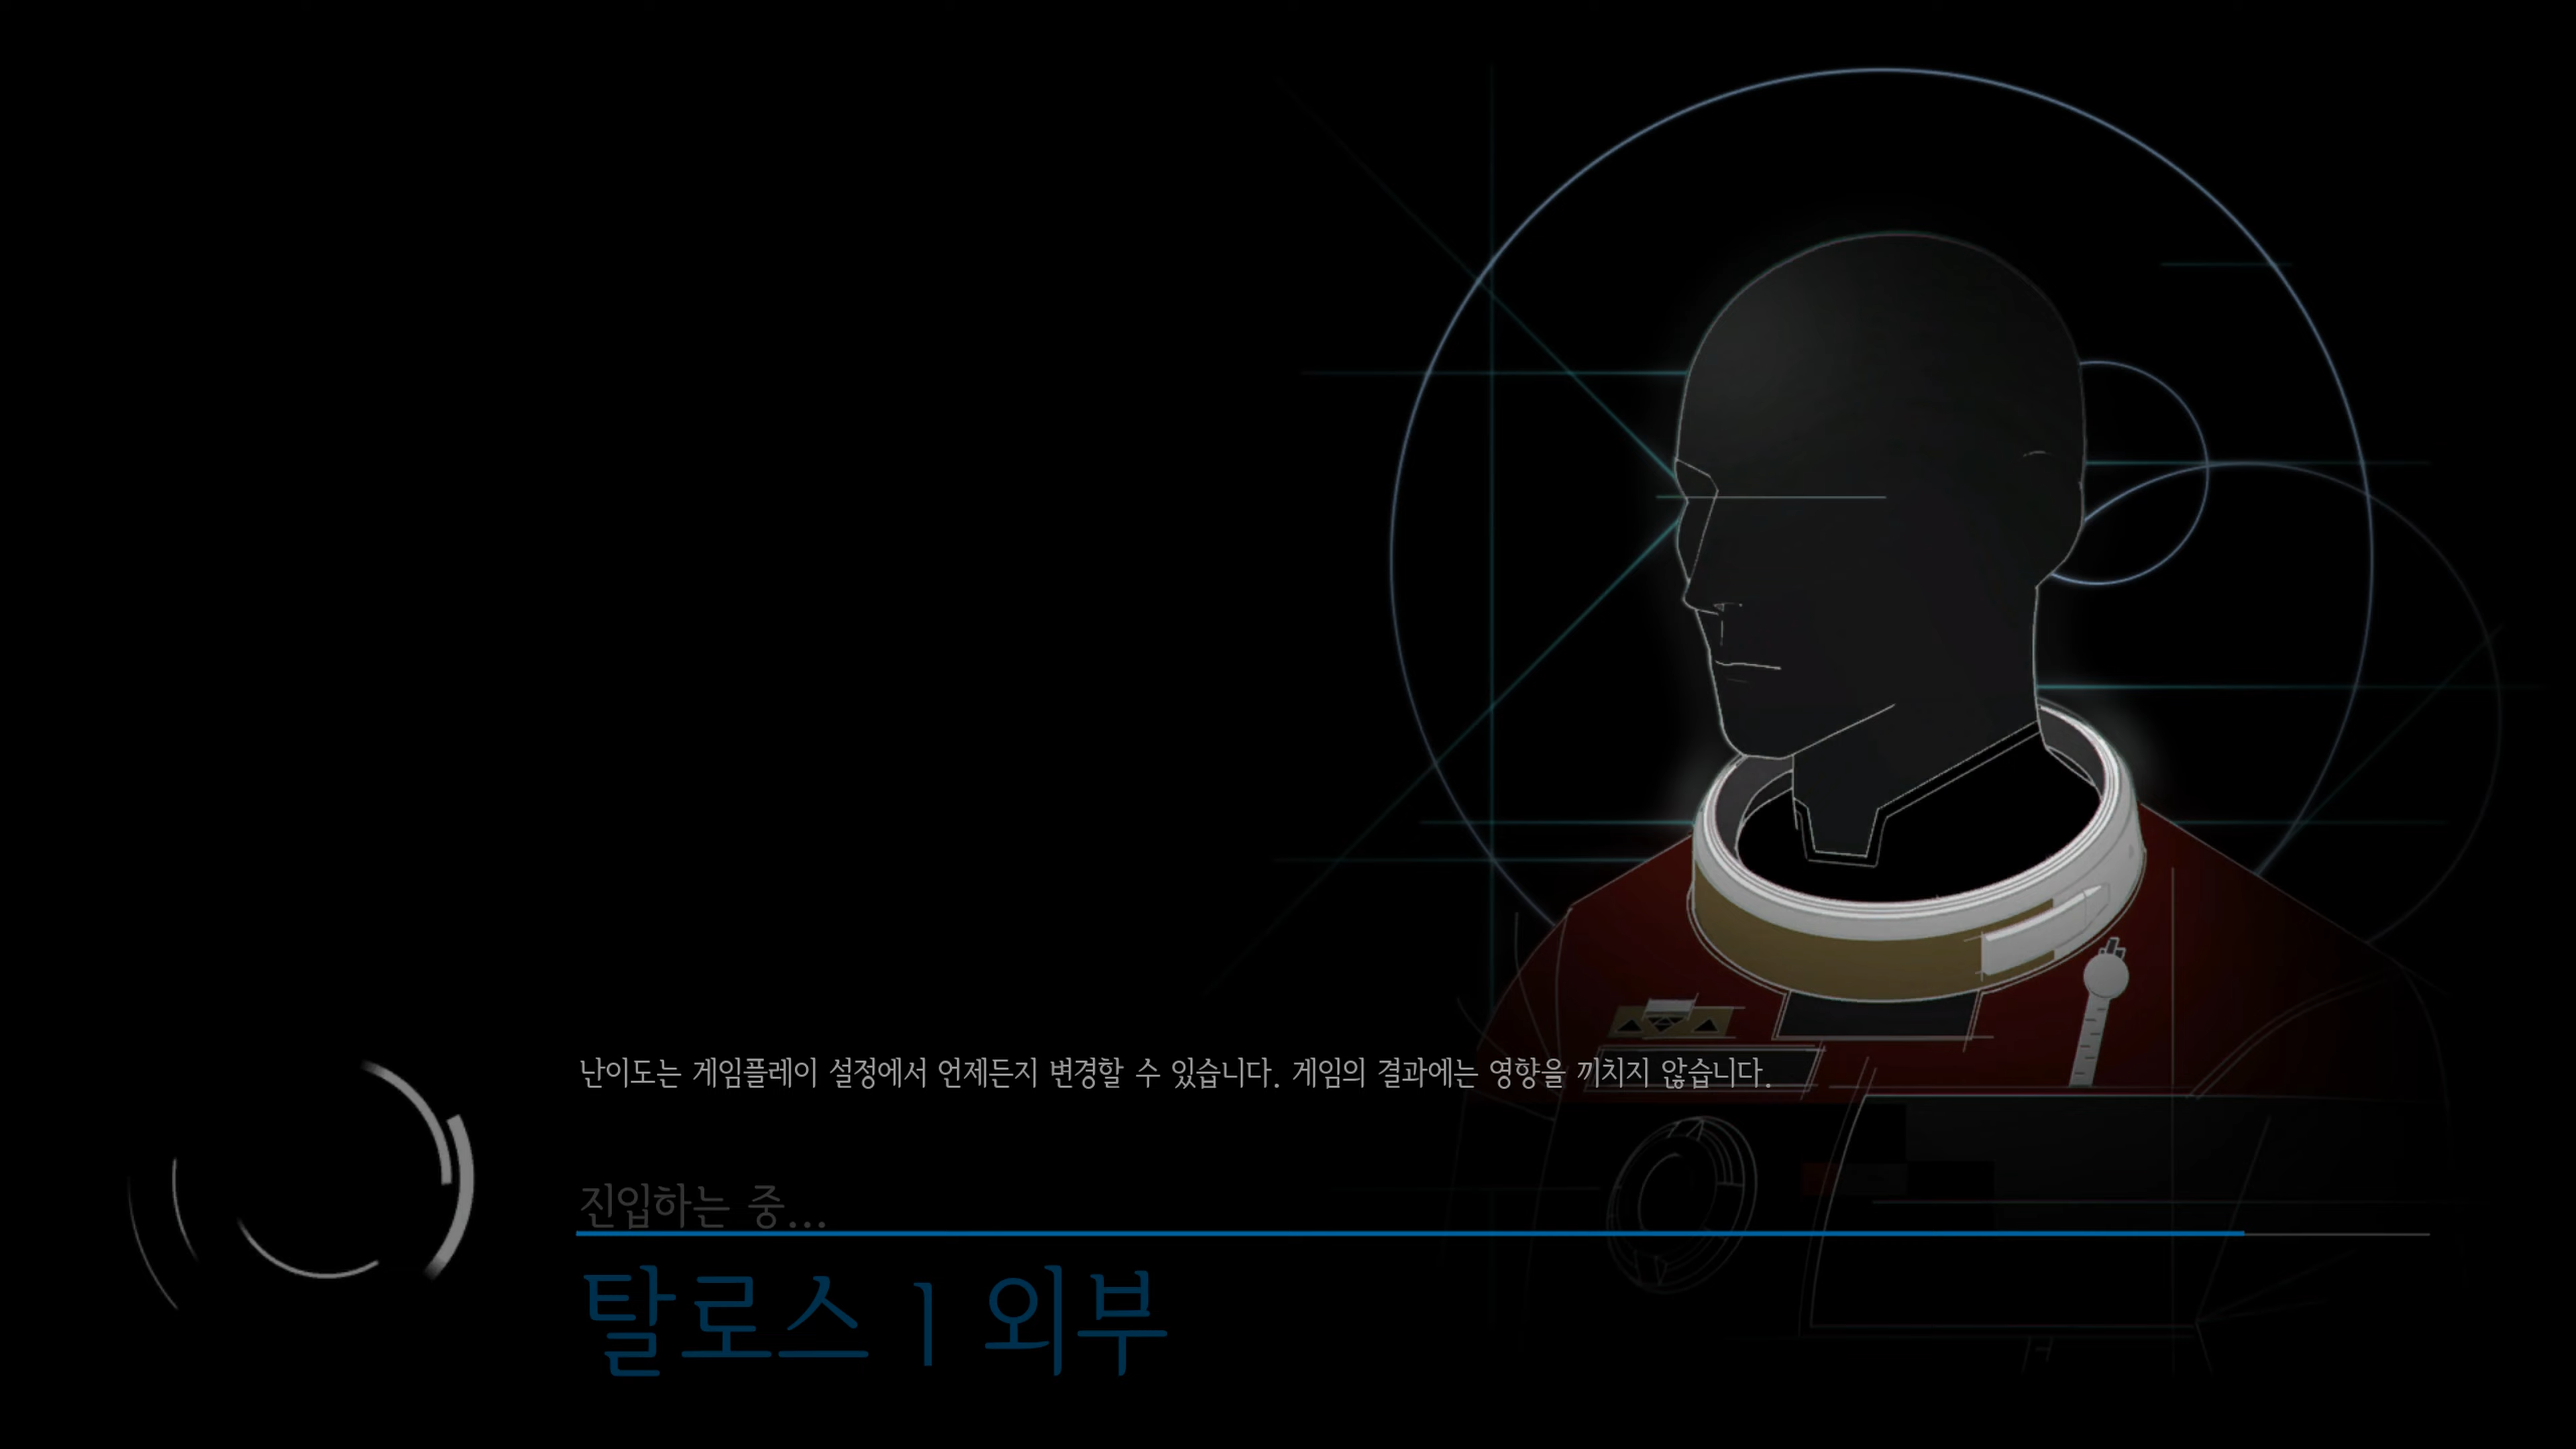 난이도는 게임플레이 설정에서 언제든지 변경할 수 있습니다. 게임의 결과에는 영향을 끼치지 않습니다.
진입하는 중...
탈로스 1 외부